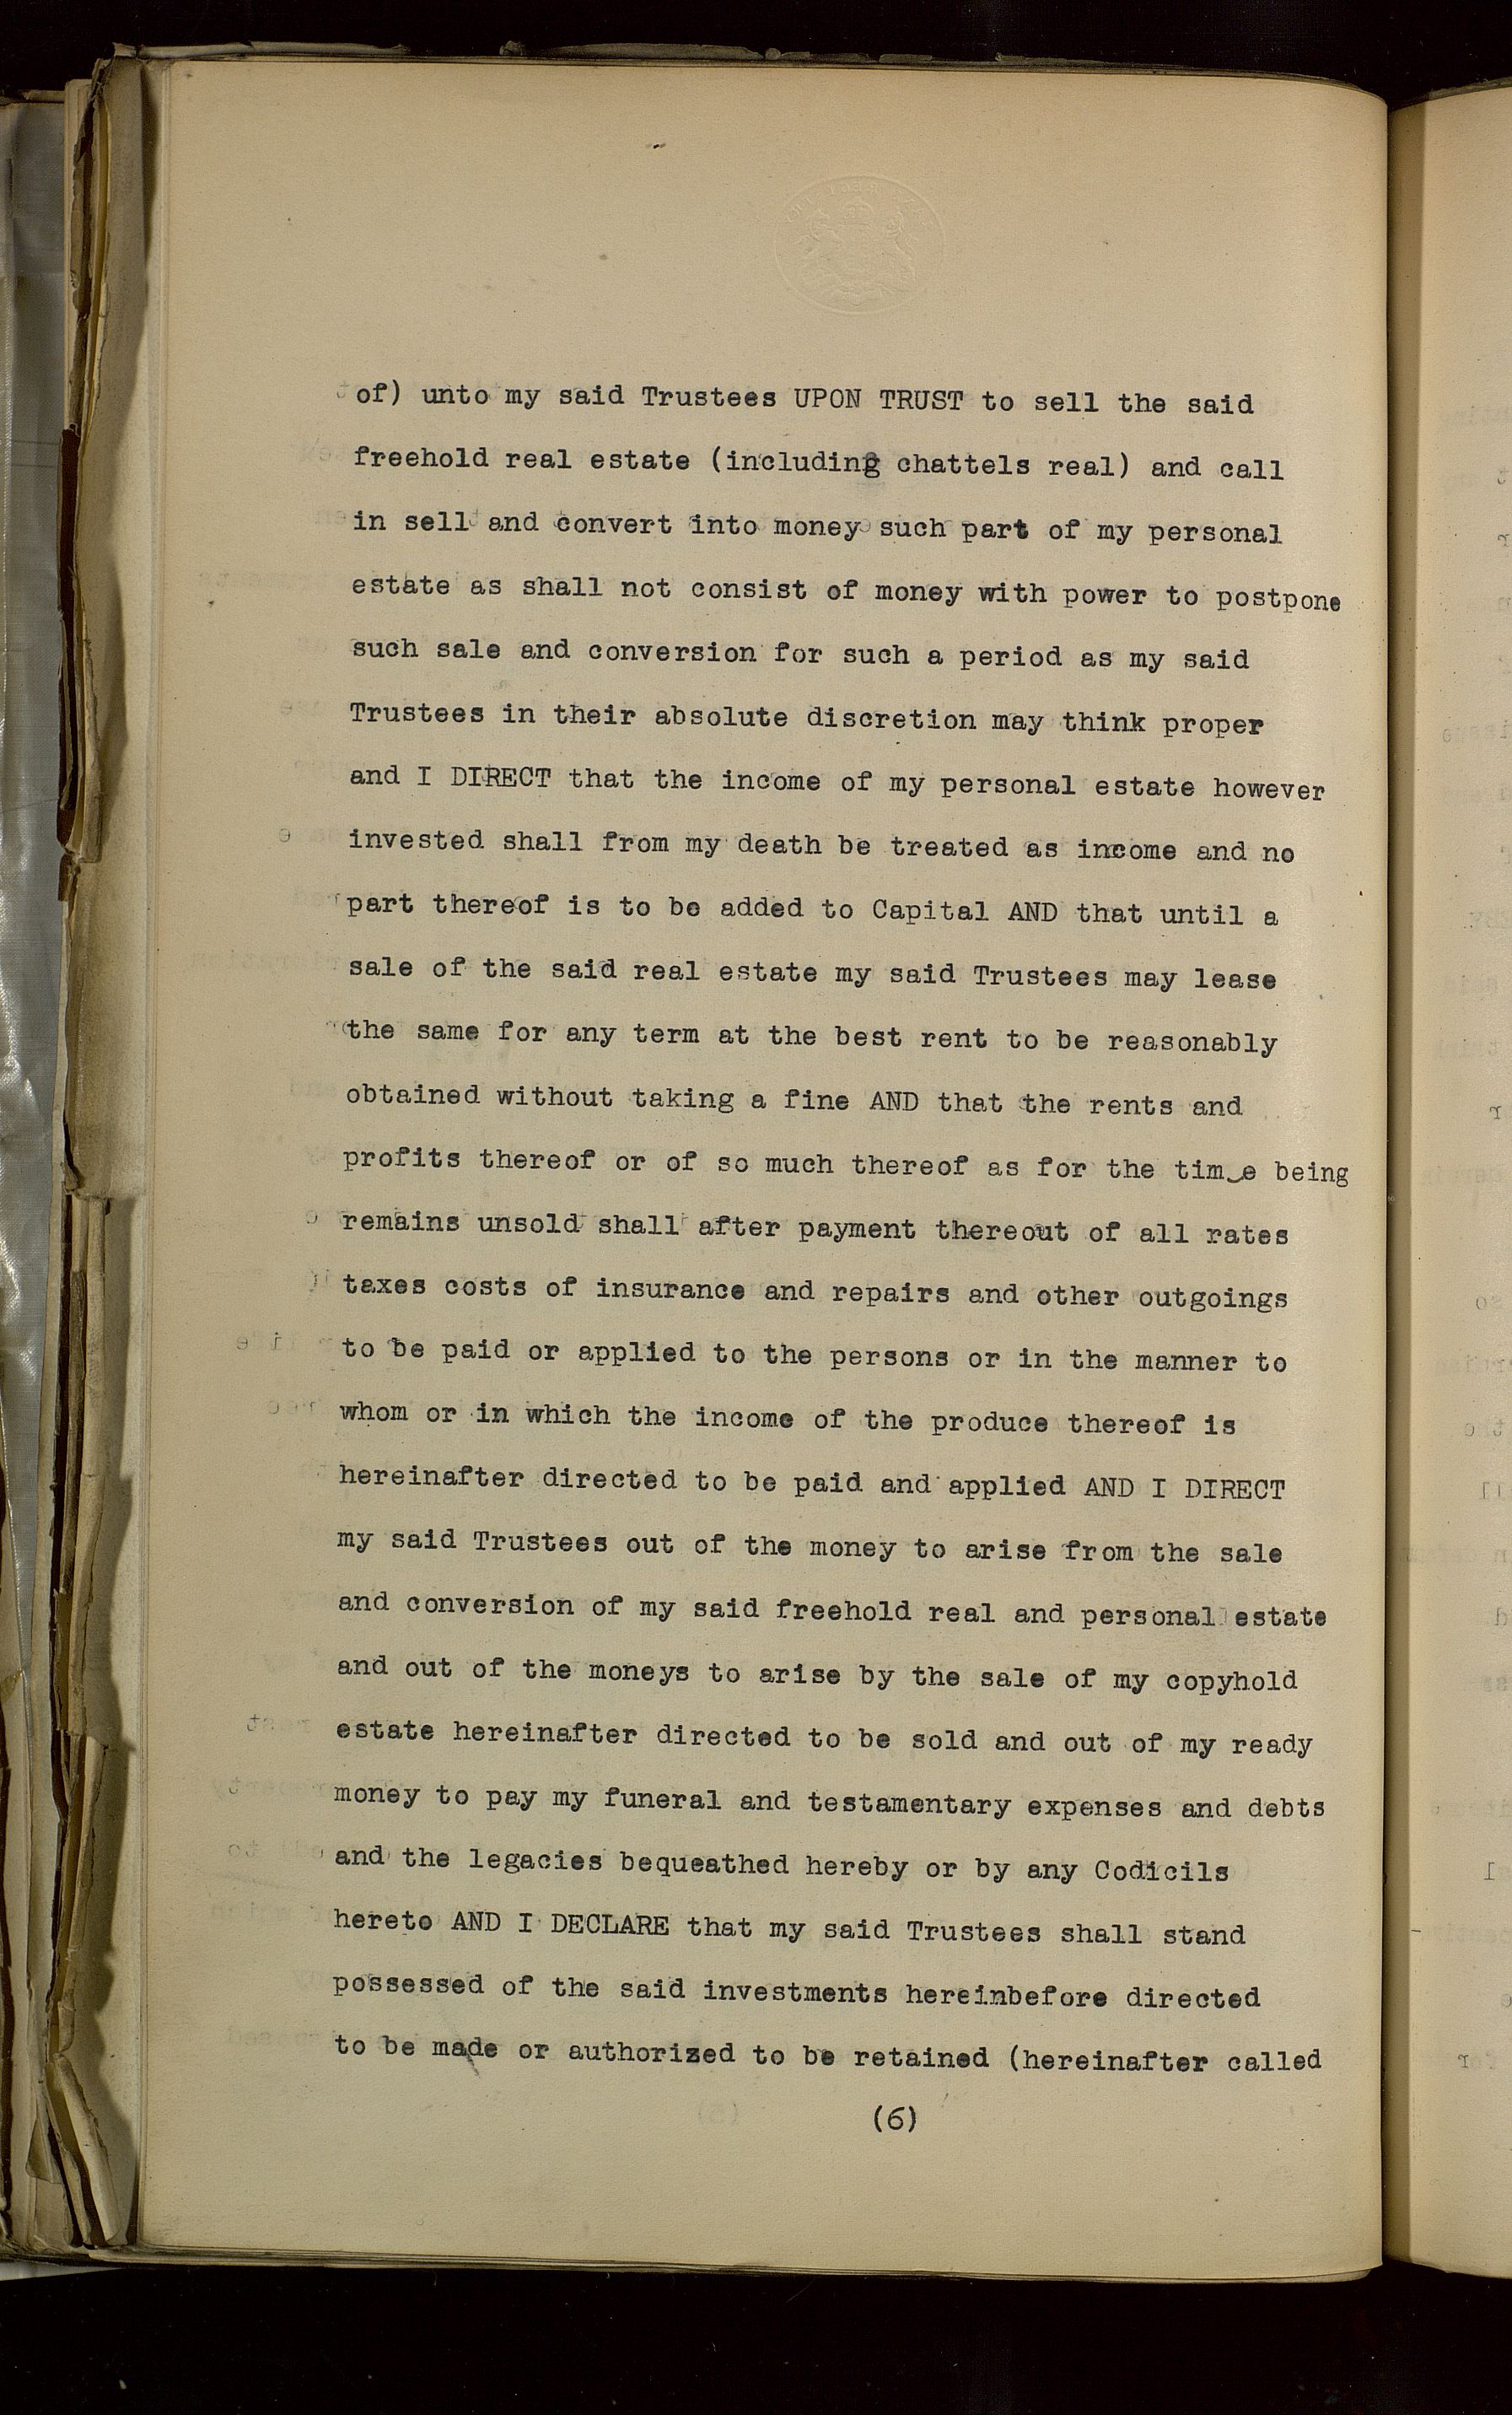 of) unto my said Trustees UPON TRUST to sell the said
freehold real estate (including chattels real) and call
in sell and convert into money such part of my personal
estate as shall not consist of money with power to postpone
such sale and conversion for such a period as my said
Trustees in their absolute discretion may think proper
and I DIRECT that the income of my personal estate however
invested shall from my death be treated as income and no
part thereof is to be added to Capital AND that until a
sale of the said real estate my said Trustees may lease
the same for any term at the best rent to be reasonably
obtained without taking a fine AND that the rents and
profits thereof or of so much thereof as for the time being
remains unsold shall after payment thereout of all rates
taxes costs of insurance and repairs and other outgoings
to be paid or applied to the persons or in the manner to
whom or in which the income of the produce thereof is
hereinafter directed to be paid and applied AND I DIRECT
my said Trustees out of the money to arise from the sale
and conversion of my said freehold real and personal estate
and out of the moneys to arise by the sale of my copyhold
estate hereinafter directed to be sold and out of my ready
money to pay my funeral and testamentary expenses and debts
and the legacies bequeathed hereby or by any Codicils
hereto AND I DECLARE that my said Trustees shall stand
possessed of the said investments hereinbefore directed
to be made or authorized to be retained (hereinafter called
(6)